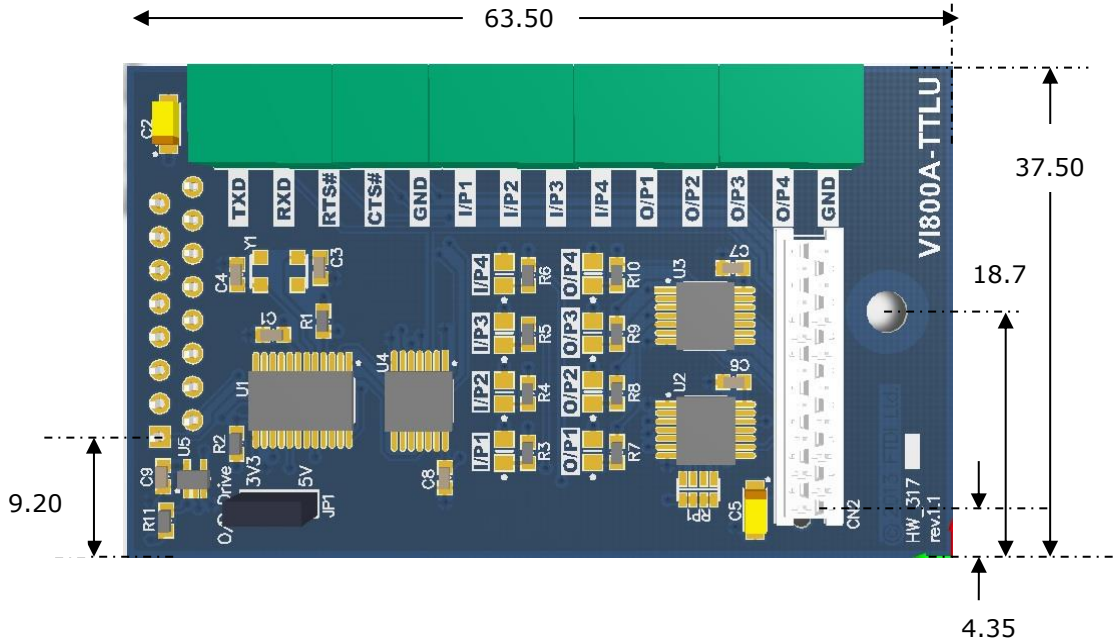 63.50
37.50
18.7
4.35
9.20
VI800A-TTLU
TXD
RXD
RTS#
CTS#
GND
I/P1
I/P2
I/P3
I/P4
O/P1
O/P2
O/P3
O/P4
GND
C2
C4
Y1
C3
C1
R1
U1
U4
R2
U5
C9
R11
3V3
5V
JP1
C8
I/P4
R6
I/P3
R5
I/P2
R4
I/P1
R3
O/P4
R10
O/P3
R9
O/P2
R8
O/P1
R7
U3
C7
U2
C6
RP1
C5
CN2
HW_317
rev.1.1